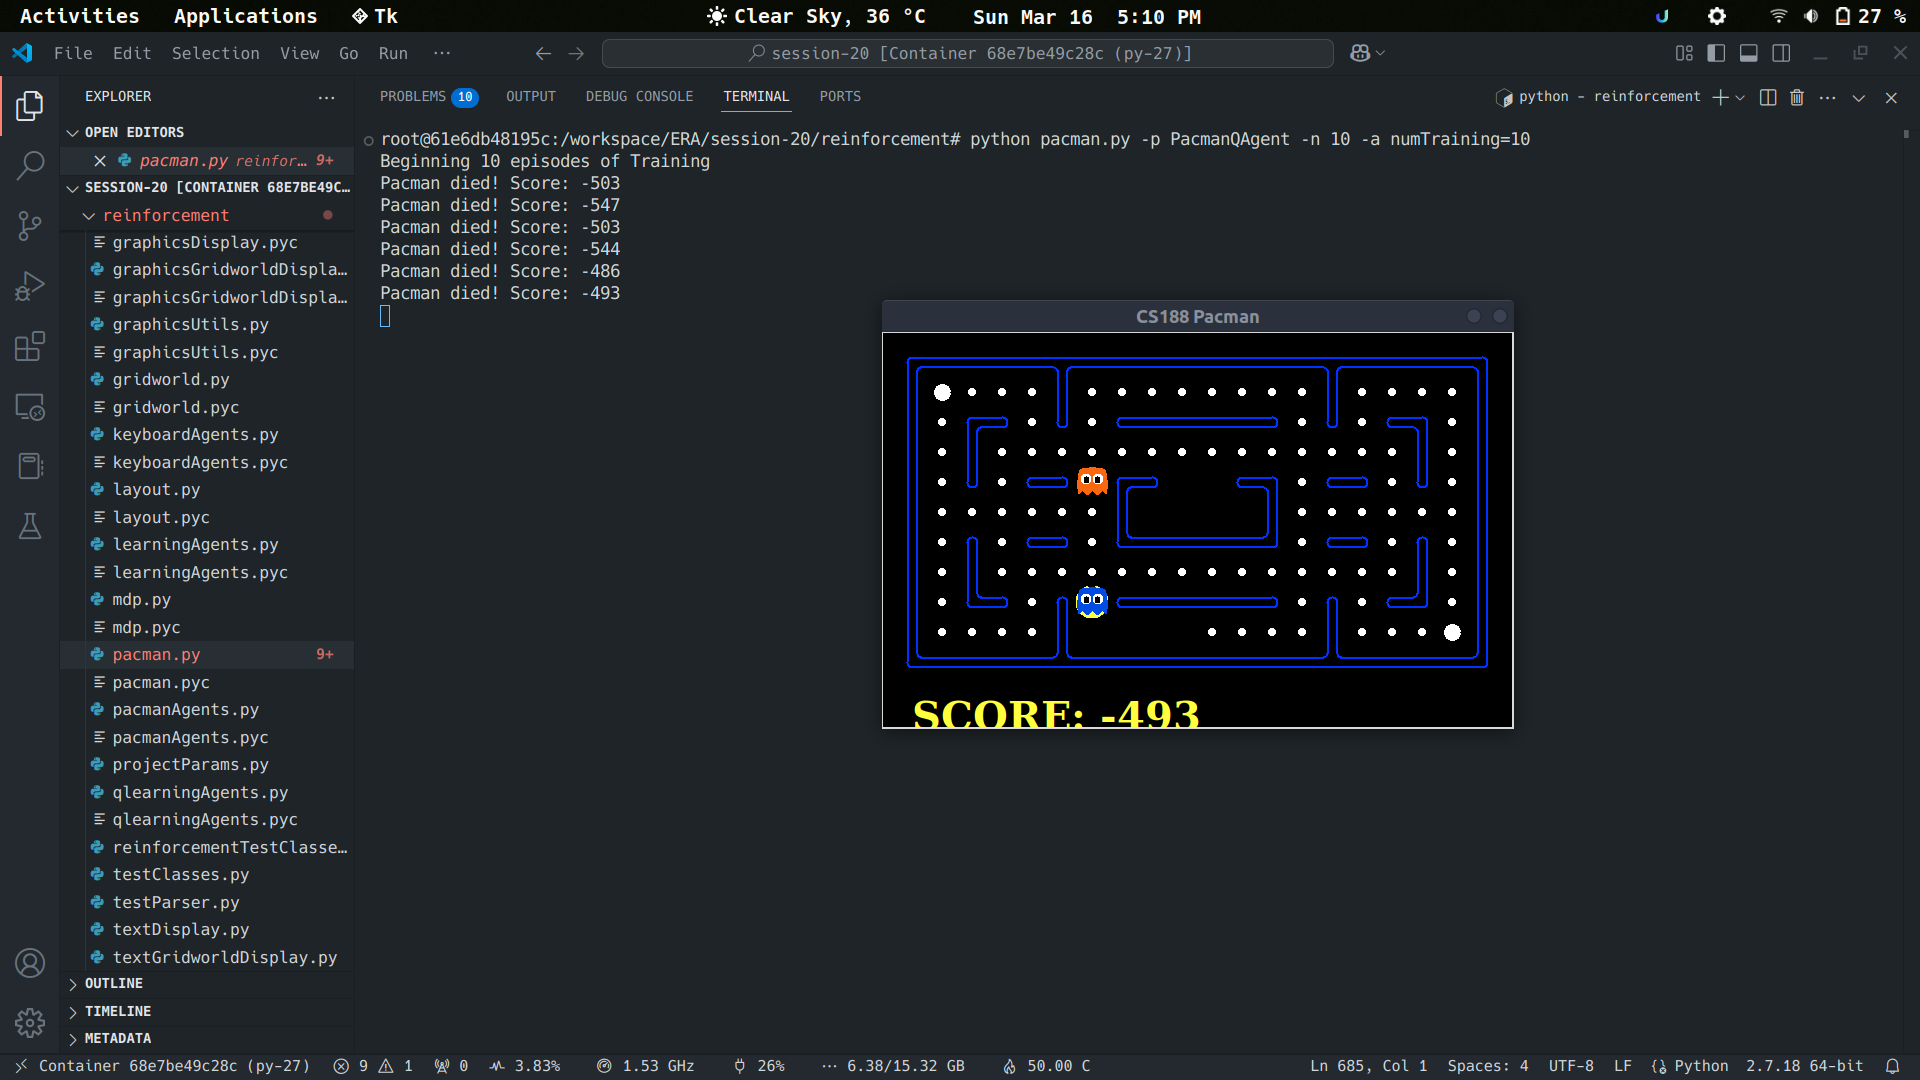 Activities Applications Tk Clear Sky, 36 °C Sun Mar 16 5:10 PM 27 %
File Edit Selection View Go Run ··· session-20 [Container 68e7be49c28c (py-27)]
EXPLORER ···
OPEN EDITORS
pacman.py reinfor... 9+
SESSION-20 [CONTAINER 68E7BE49C...
reinforcement
graphicsDisplay.pyc
graphicsGridworldDispla...
graphicsGridworldDispla...
graphicsUtils.py
graphicsUtils.pyc
gridworld.py
gridworld.pyc
keyboardAgents.py
keyboardAgents.pyc
layout.py
layout.pyc
learningAgents.py
learningAgents.pyc
mdp.py
mdp.pyc
pacman.py 9+
pacman.pyc
pacmanAgents.py
pacmanAgents.pyc
projectParams.py
qlearningAgents.py
qlearningAgents.pyc
reinforcementTestClasse...
testClasses.py
testParser.py
textDisplay.py
textGridworldDisplay.py
OUTLINE
TIMELINE
METADATA
PROBLEMS 10 OUTPUT DEBUG CONSOLE TERMINAL PORTS python - reinforcement
root@61e6db48195c:/workspace/ERA/session-20/reinforcement# python pacman.py -p PacmanQAgent -n 10 -a numTraining=10
Beginning 10 episodes of Training
Pacman died! Score: -503
Pacman died! Score: -547
Pacman died! Score: -503
Pacman died! Score: -544
Pacman died! Score: -486
Pacman died! Score: -493
CS188 Pacman
SCORE: -493
Container 68e7be49c28c (py-27) 9 1 0 3.83% 1.53 GHz 26% ··· 6.38/15.32 GB 50.00 C Ln 685, Col 1 Spaces: 4 UTF-8 LF Python 2.7.18 64-bit